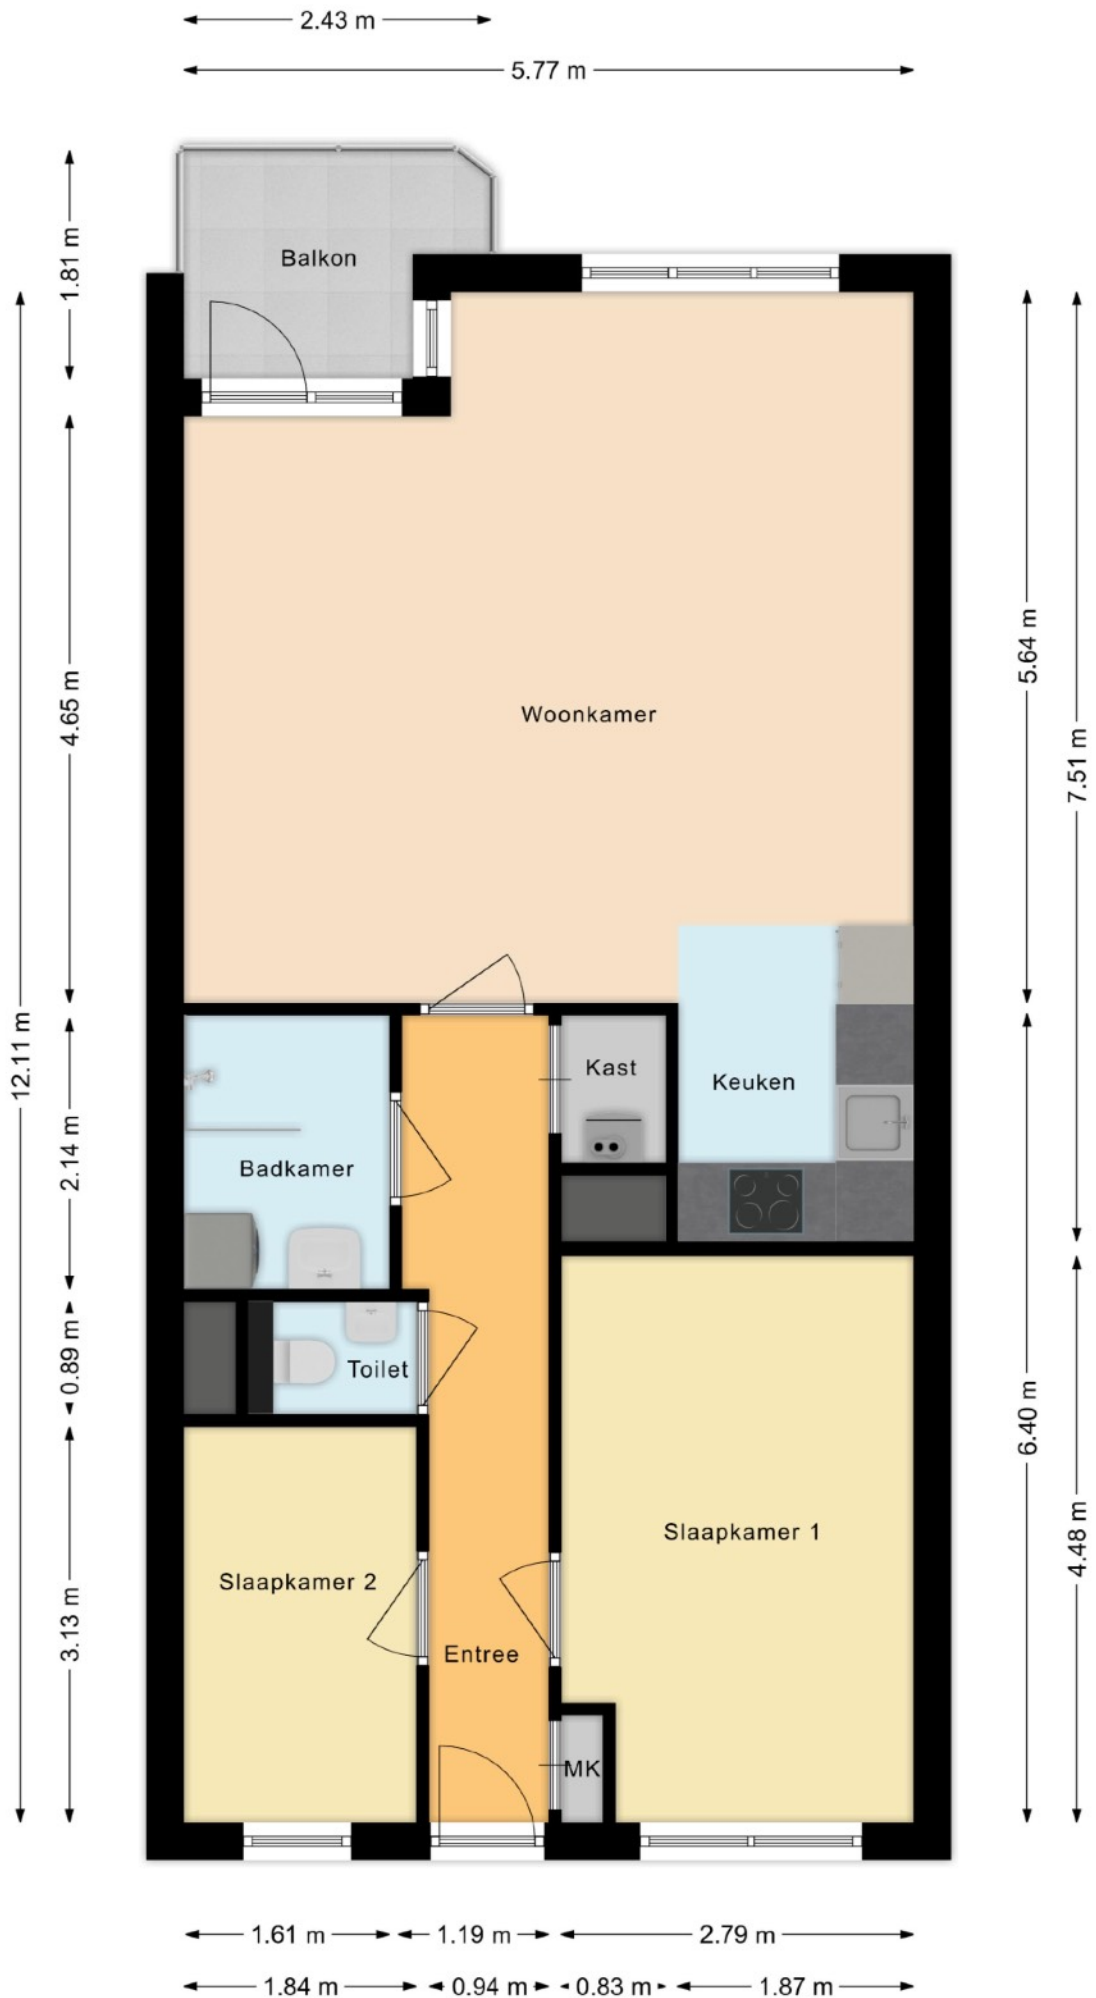 2.43 m
5.77 m
1.81 m
Balkon
4.65 m
5.64 m
Woonkamer
7.51 m
12.11 m
2.14 m
Kast
Keuken
Badkamer
0.89 m
Toilet
6.40 m
4.48 m
Slaapkamer 1
Slaapkamer 2
3.13 m
Entree
MK
1.61 m
1.19 m
2.79 m
1.84 m
0.94 m
0.83 m
1.87 m